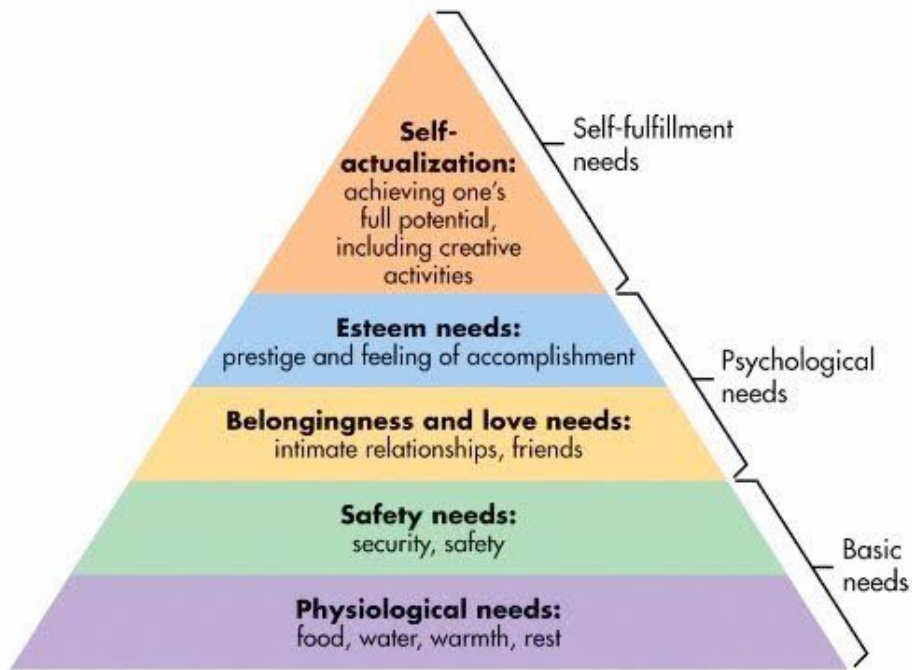 Self-
actualization:
achieving one's
full potential,
including creative
activities
Self-fulfillment
needs
Esteem needs:
prestige and feeling of accomplishment
Psychological
needs
Belongingness and love needs:
intimate relationships, friends
Safety needs:
security, safety
Basic
needs
Physiological needs:
food, water, warmth, rest